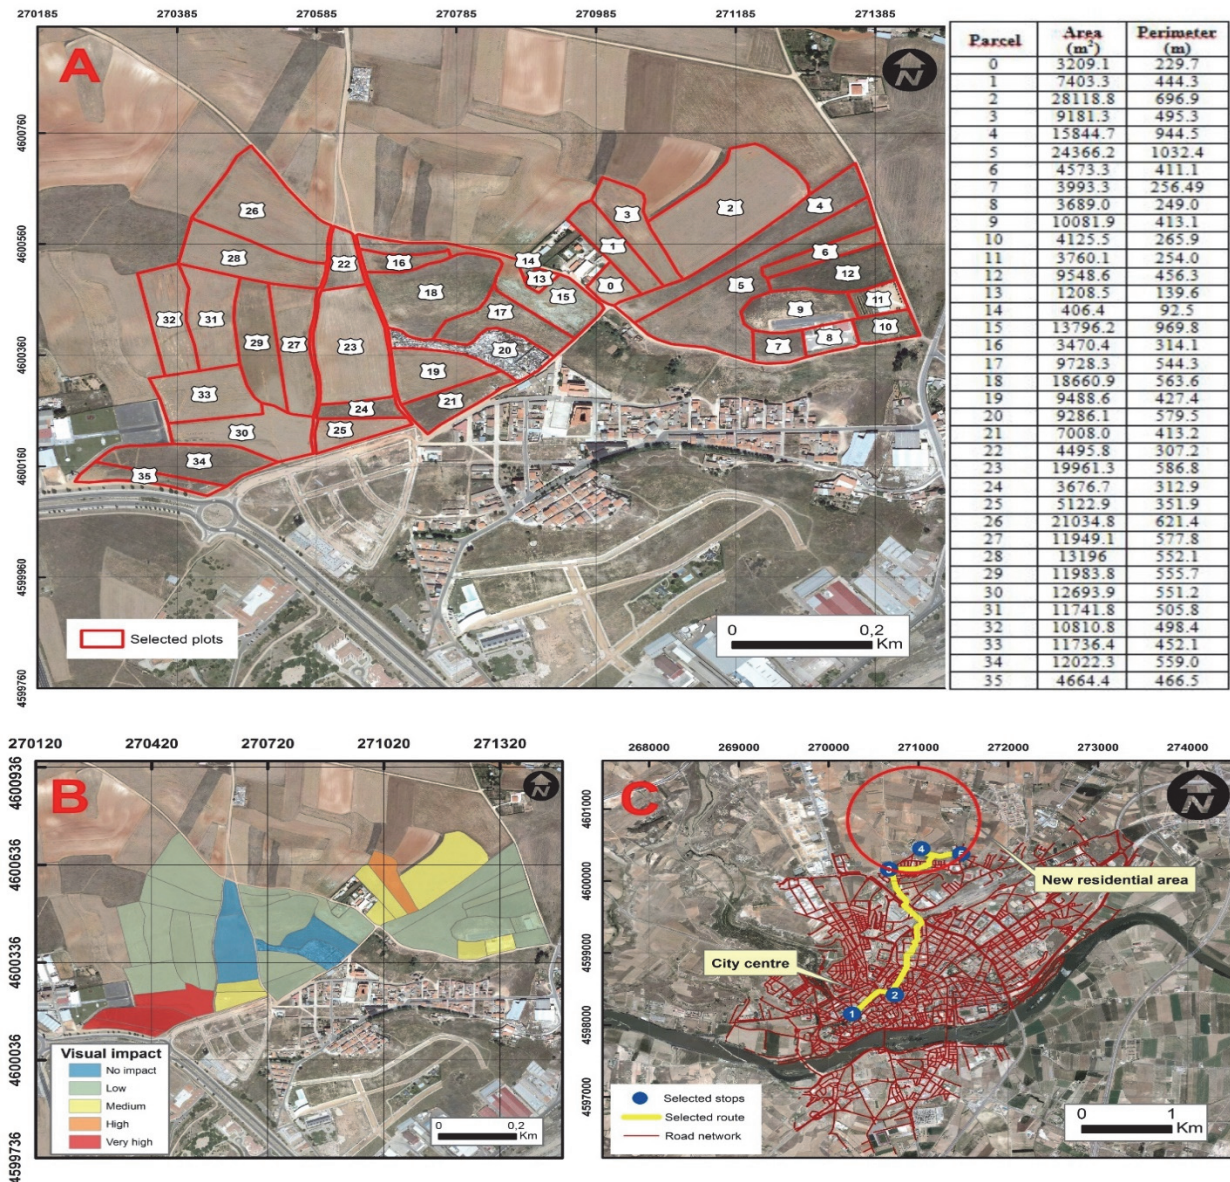 270185 270385 270585 270785 270985 271185 271385
A
N
4600760
4600560
4600360
4600160
4599960
4599760
26
28
22
16
32
31
29
27
23
18
17
14
13
15
0
1
3
2
4
5
6
12
9
11
10
7
8
20
19
21
24
25
33
30
34
35
Selected plots
0 0,2
Km
Parcel Area (m²) Perimeter (m)
0 3209.1 229.7
1 7403.3 444.3
2 28118.8 696.9
3 9181.3 495.3
4 15844.7 944.5
5 24366.2 1032.4
6 4573.3 411.1
7 3993.3 256.49
8 3689.0 249.0
9 10081.9 413.1
10 4125.5 265.9
11 3760.1 254.0
12 9548.6 456.3
13 1208.5 139.6
14 406.4 92.5
15 13796.2 969.8
16 3470.4 314.1
17 9728.3 544.3
18 18660.9 563.6
19 9488.6 427.4
20 9286.1 579.5
21 7008.0 413.2
22 4495.8 307.2
23 19961.3 586.8
24 3676.7 312.9
25 5122.9 351.9
26 21034.8 621.4
27 11949.1 577.8
28 13196 552.1
29 11983.8 555.7
30 12693.9 551.2
31 11741.8 505.8
32 10810.8 498.4
33 11736.4 452.1
34 12022.3 559.0
35 4664.4 466.5
270120 270420 270720 271020 271320
B
N
4600936
4600636
4600336
4600036
4599736
Visual impact
No impact
Low
Medium
High
Very high
0 0,2
Km
268000 269000 270000 271000 272000 273000 274000
C
N
4601000
4600000
4599000
4598000
4597000
4
New residential area
City centre
2
1
Selected stops
Selected route
Road network
0 1
Km